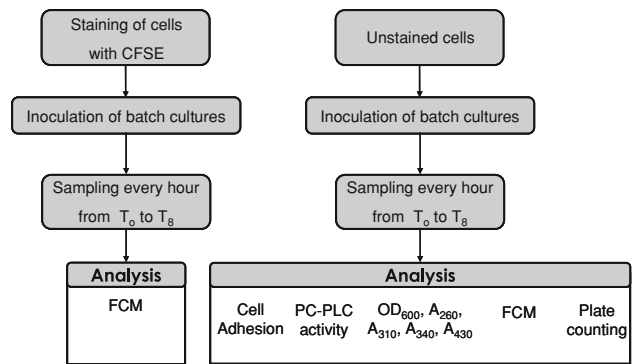 Staining of cells
with CFSE
Inoculation of batch cultures
Sampling every hour
from T₀ to T₈
Analysis
FCM
Unstained cells
Inoculation of batch cultures
Sampling every hour
from T₀ to T₈
Analysis
Cell
Adhesion
PC-PLC
activity
OD₆₀₀, A₂₆₀,
A₃₁₀, A₃₄₀, A₄₃₀
FCM
Plate
counting